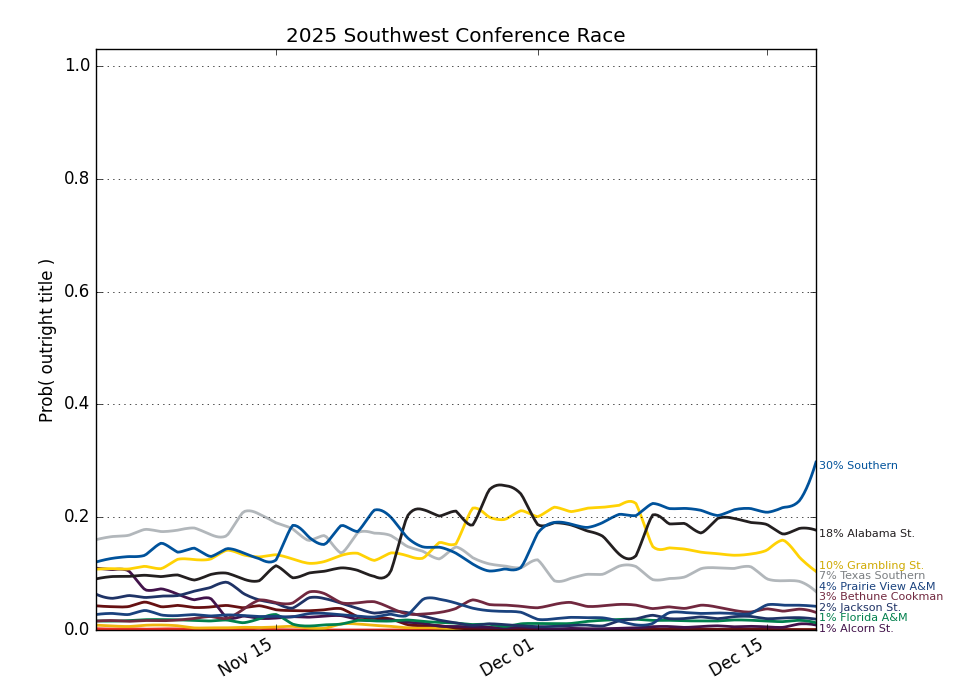 2025 Southwest Conference Race
Prob( outright title )
1.0
0.8
0.6
0.4
0.2
0.0
Nov 15
Dec 01
Dec 15
30% Southern
18% Alabama St.
10% Grambling St.
7% Texas Southern
4% Prairie View A&M
3% Bethune Cookman
2% Jackson St.
1% Florida A&M
1% Alcorn St.